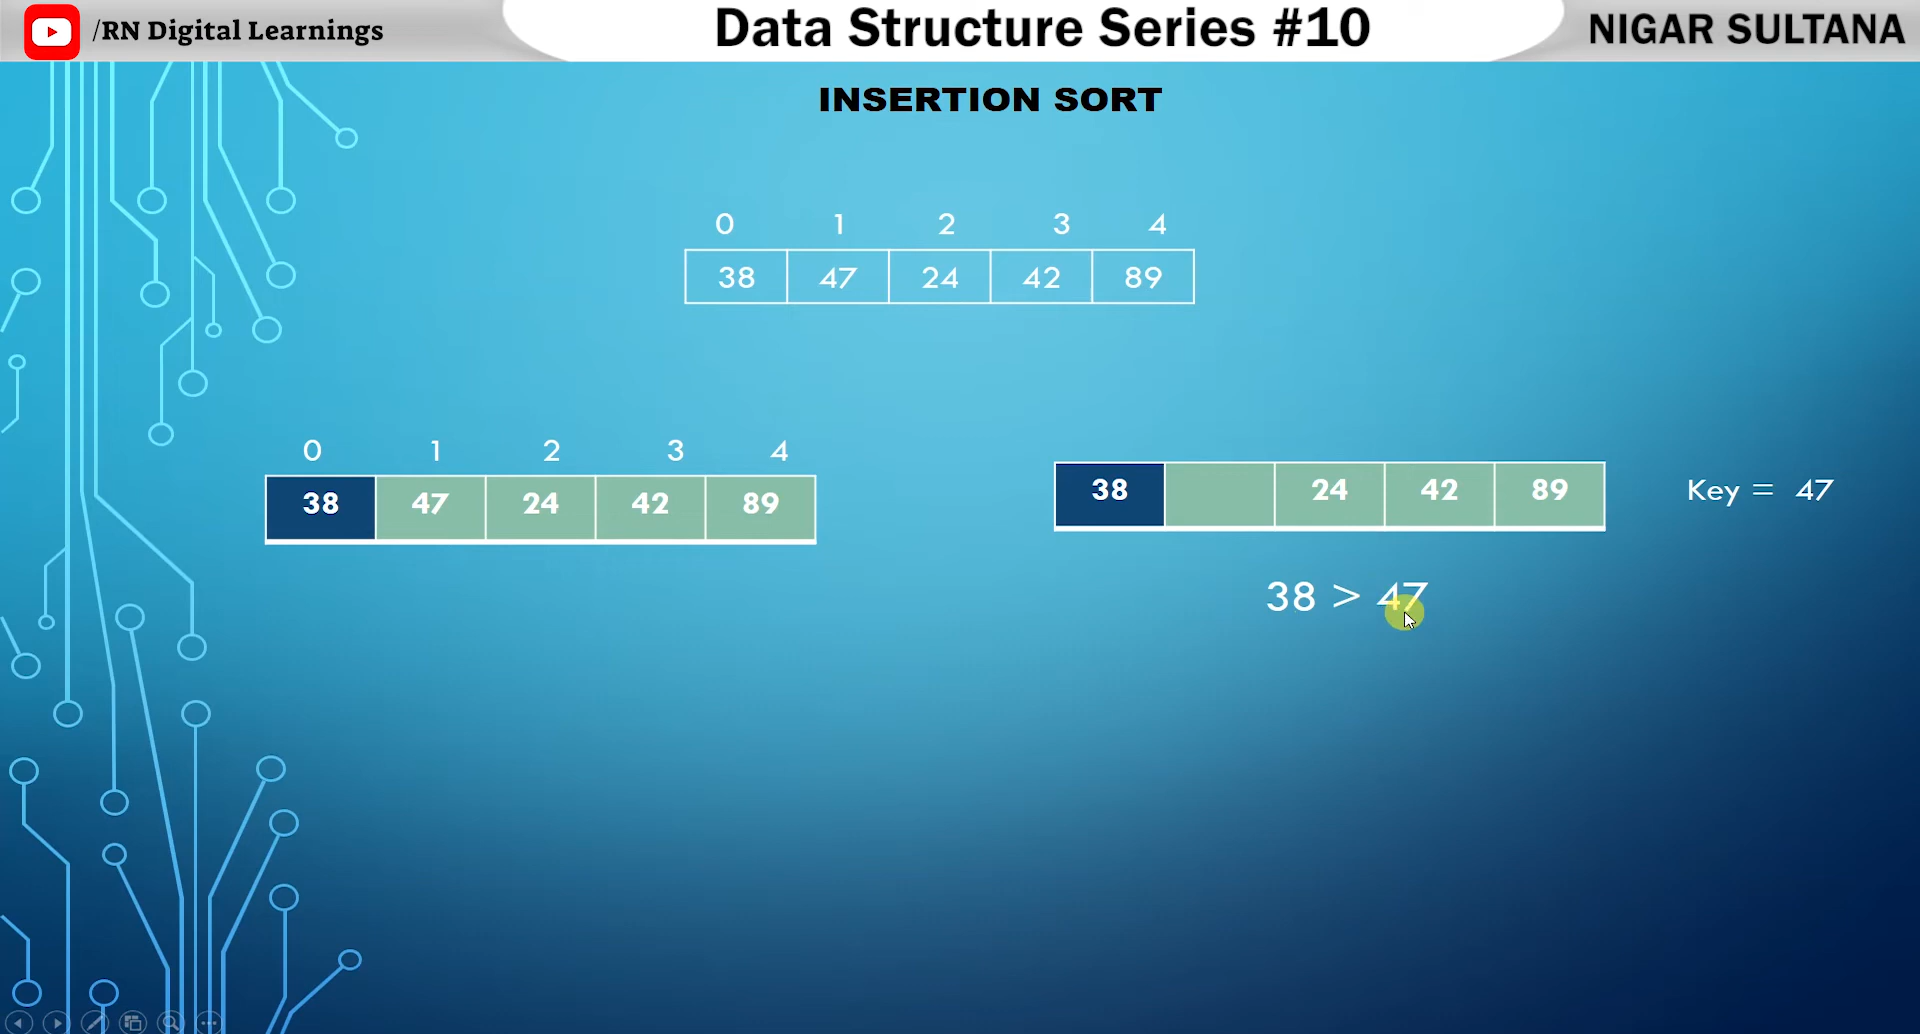 /RN Digital Learnings
Data Structure Series #10
NIGAR SULTANA
INSERTION SORT
0 1 2 3 4
38 47 24 42 89
0 1 2 3 4
38 47 24 42 89
38 24 42 89
Key = 47
38 > 47